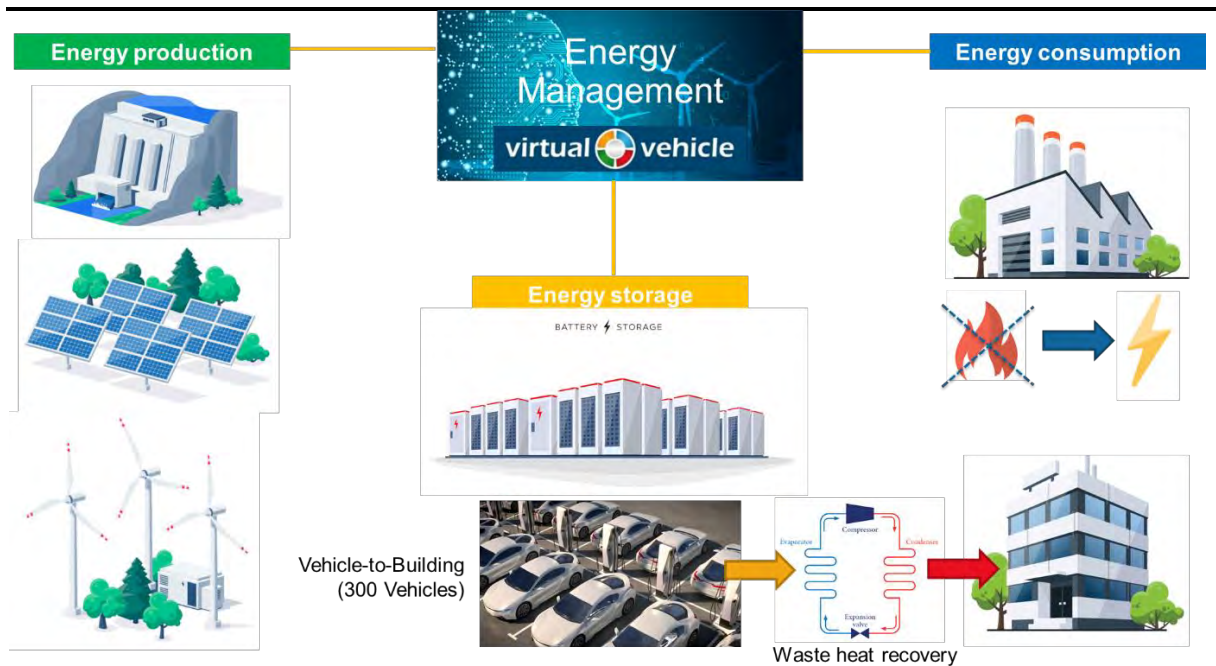 Energy production
Energy
Management
virtual vehicle
Energy consumption
Energy storage
BATTERY STORAGE
Vehicle-to-Building
(300 Vehicles)
Compressor
Evaporator
Condenser
Expansion
valve
Waste heat recovery